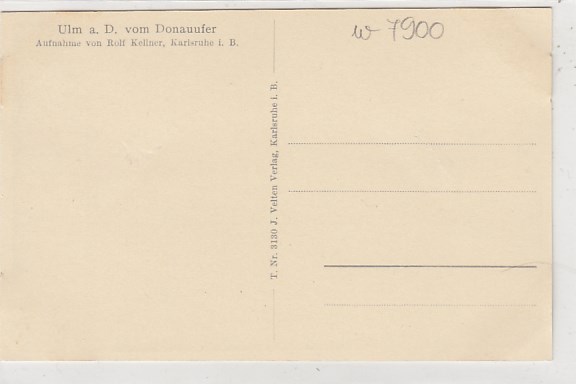 Ulm a. D. vom Donauufer
Aufnahme von Rolf Kellner, Karlsruhe i. B.
w 7900
T. Nr. 3130 J. Velten Verlag, Karlsruhe i. B.